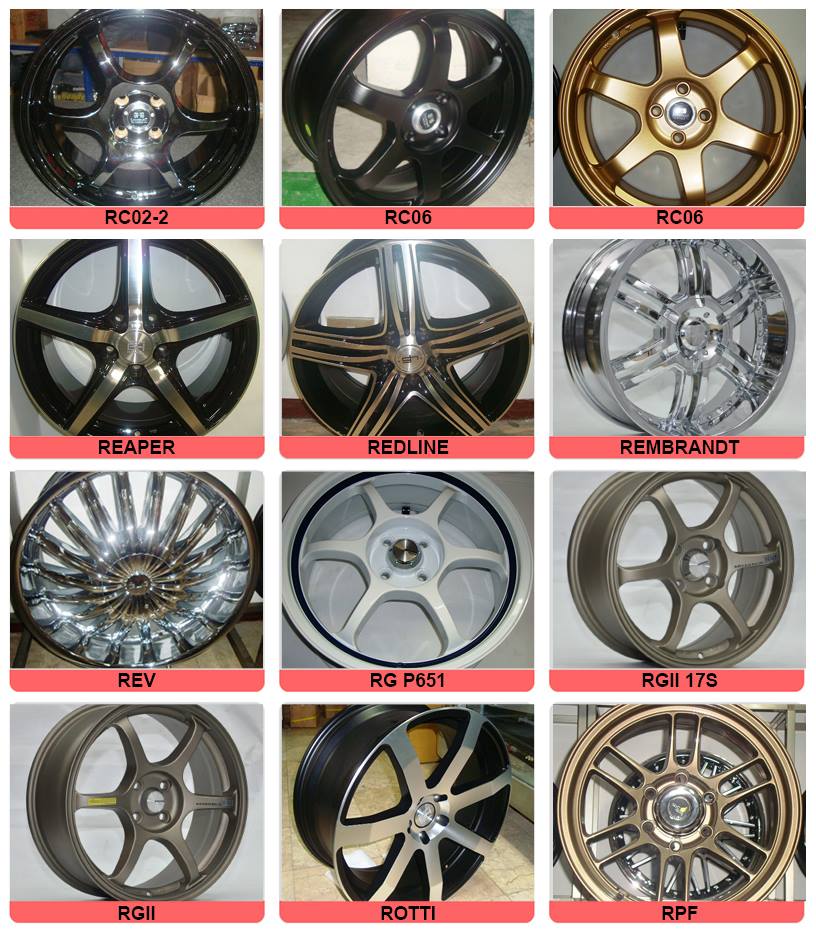 RC02-2
RC06
RC06
REAPER
REDLINE
REMBRANDT
REV
RG P651
RGII 17S
RGII
ROTTI
RPF